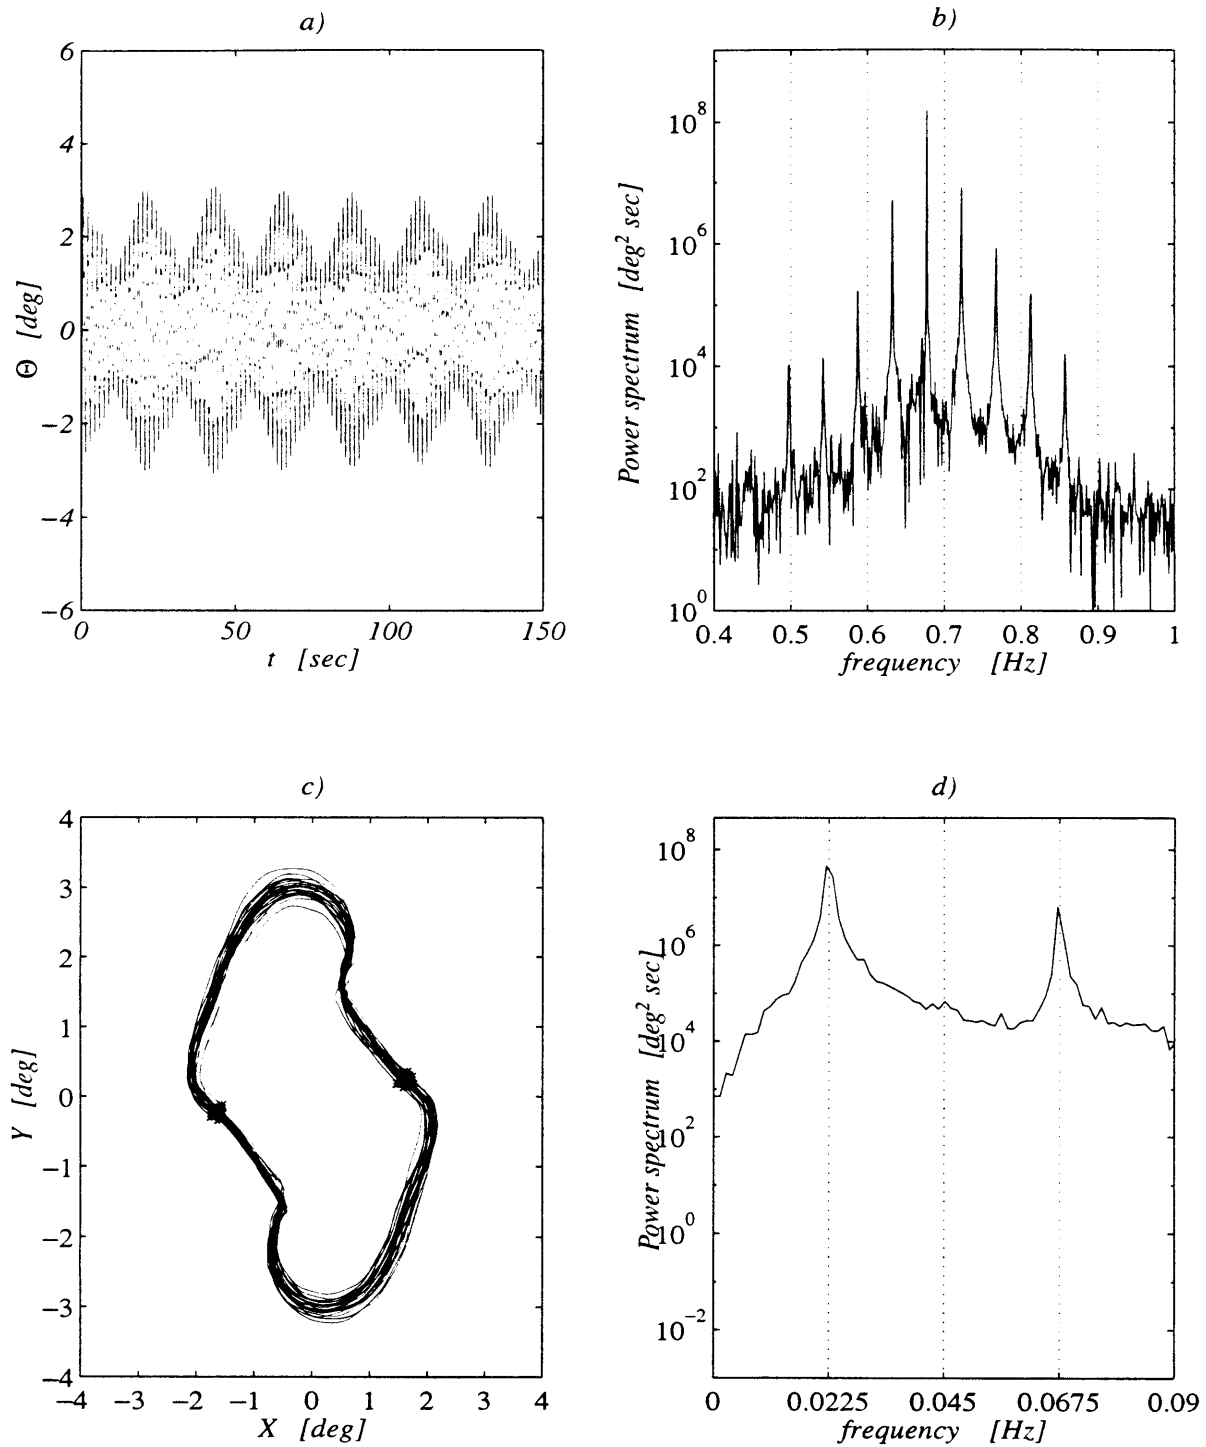 a)
6
4
2
0
−2
−4
−6
Θ [deg]
0 50 100 150
t [sec]
b)
10^8
10^6
10^4
10^2
10^0
Power spectrum [deg^2 sec]
0.4 0.5 0.6 0.7 0.8 0.9 1
frequency [Hz]
c)
4
3
2
1
0
−1
−2
−3
−4
Y [deg]
−4 −3 −2 −1 0 1 2 3 4
X [deg]
d)
10^8
10^6
10^4
10^2
10^0
10^−2
Power spectrum [deg^2 sec]
0 0.0225 0.045 0.0675 0.09
frequency [Hz]